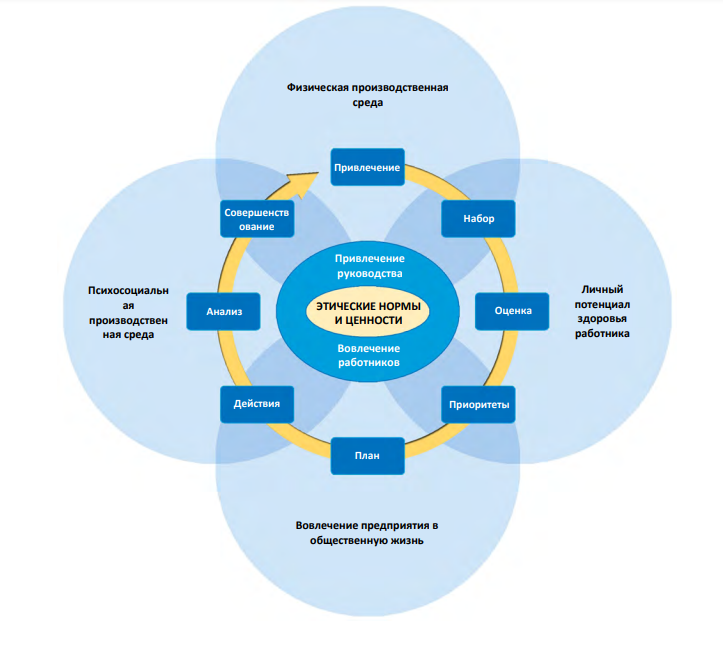 Физическая производственная
среда
Привлечение
Совершенств
ование
Набор
Привлечение
руководства
Психосоциальн
ая
производствен
ная среда
Анализ
ЭТИЧЕСКИЕ НОРМЫ
И ЦЕННОСТИ
Оценка
Личный
потенциал
здоровья
работника
Вовлечение
работников
Действия
Приоритеты
План
Вовлечение предприятия в
общественную жизнь